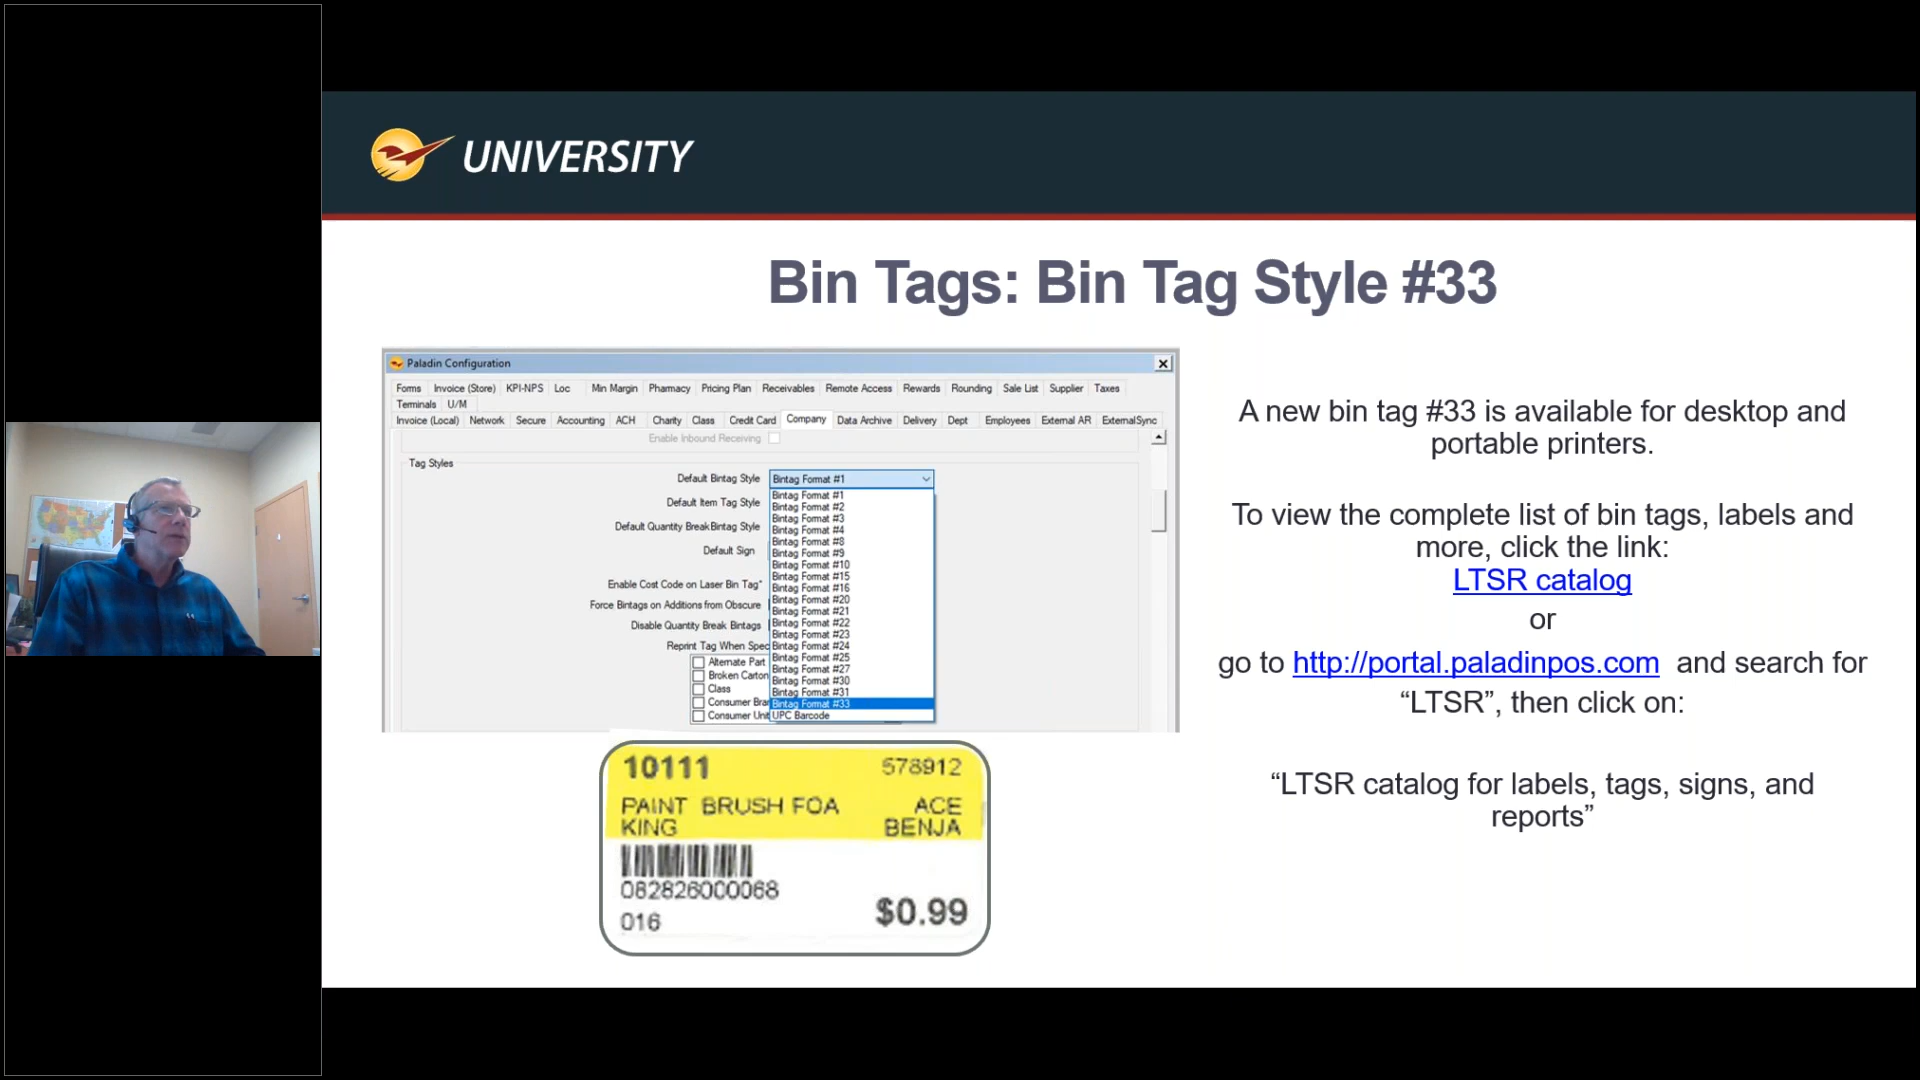 UNIVERSITY
Bin Tags: Bin Tag Style #33
Paladin Configuration
Forms Invoice (Store) KPI-NPS Loc Min Margin Pharmacy Pricing Plan Receivables Remote Access Rewards Rounding Sale List Supplier Taxes
Terminals U/M
Invoice (Local) Network Secure Accounting ACH Charity Class Credit Card Company Data Archive Delivery Dept Employees External AR ExternalSync
Enable Inbound Receiving
Tag Styles
Default Bintag Style Bintag Format #1
Bintag Format #1
Default Item Tag Style
Bintag Format #2
Bintag Format #3
Default Quantity Break Bintag Style
Bintag Format #4
Bintag Format #8
Default Sign
Bintag Format #9
Bintag Format #10
Bintag Format #15
Enable Cost Code on Laser Bin Tag*
Bintag Format #16
Bintag Format #20
Force Bintags on Additions from Obscure
Bintag Format #21
Bintag Format #22
Disable Quantity Break Bintags
Bintag Format #23
Bintag Format #24
Reprint Tag When Spec
Bintag Format #25
Alternate Part
Bintag Format #27
Broken Carton
Bintag Format #30
Class
Bintag Format #31
Consumer Bra
Bintag Format #33
Consumer Unit
UPC Barcode
10111 578912
PAINT BRUSH FOA ACE
KING BENJA
082826000068
016 $0.99
A new bin tag #33 is available for desktop and
portable printers.
To view the complete list of bin tags, labels and
more, click the link:
LTSR catalog
or
go to http://portal.paladinpos.com and search for
“LTSR”, then click on:
“LTSR catalog for labels, tags, signs, and
reports”